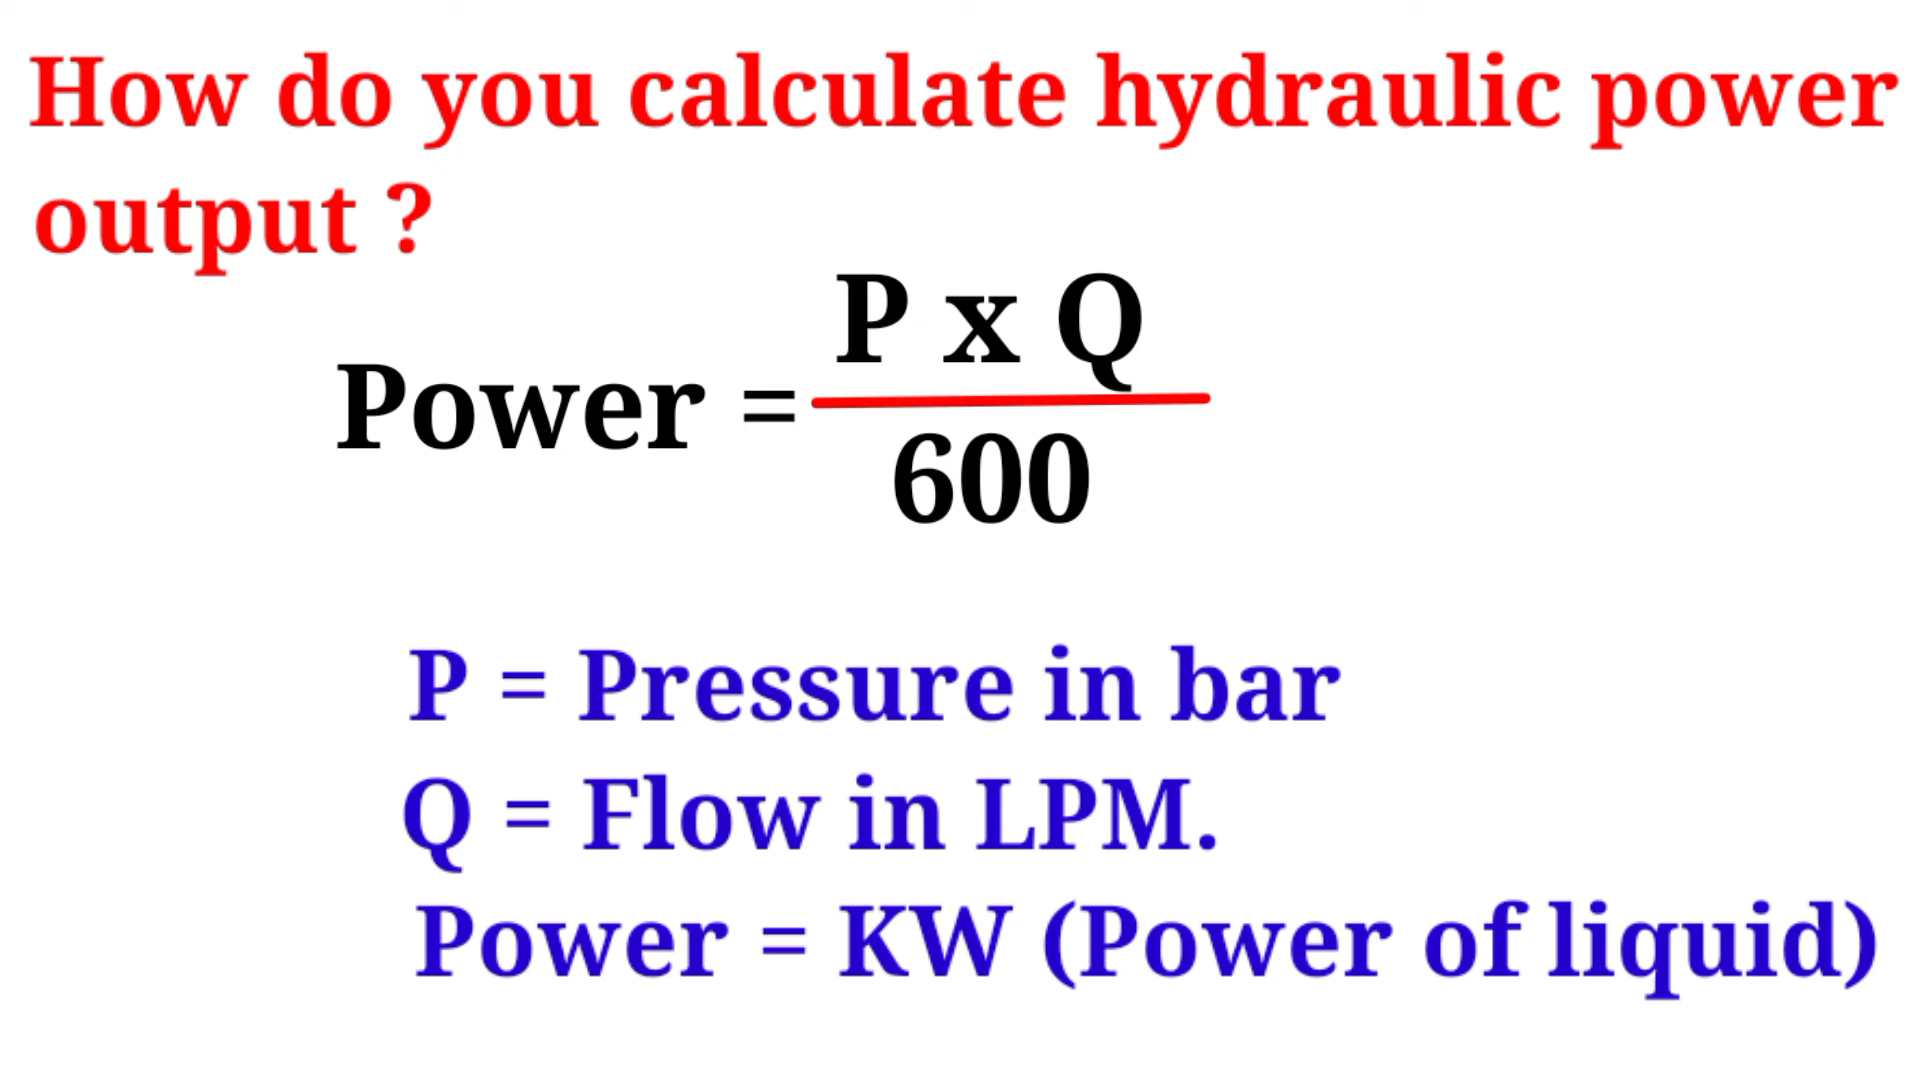 How do you calculate hydraulic power
output ?
P x Q
Power =
600
P = Pressure in bar
Q = Flow in LPM.
Power = KW (Power of liquid)